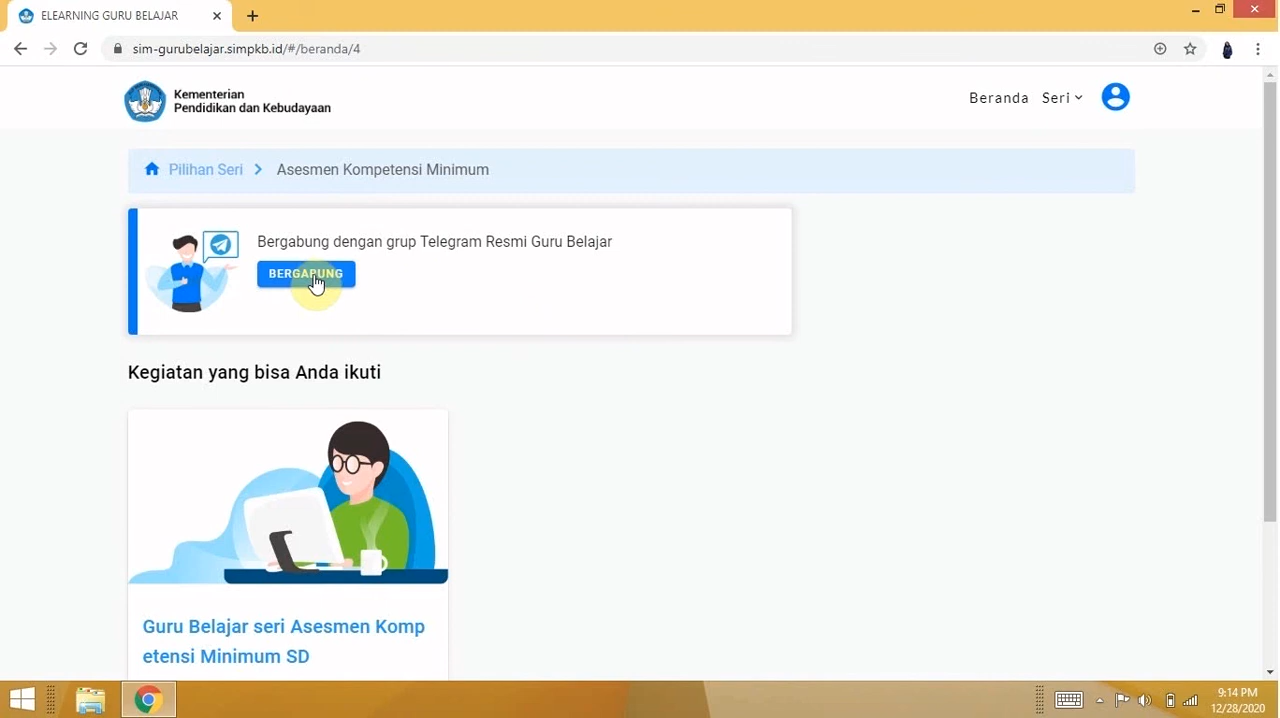 ELEARNING GURU BELAJAR
sim-gurubelajar.simpkb.id/#/beranda/4
Kementerian
Pendidikan dan Kebudayaan
Beranda Seri
Pilihan Seri Asesmen Kompetensi Minimum
Bergabung dengan grup Telegram Resmi Guru Belajar
BERGABUNG
Kegiatan yang bisa Anda ikuti
Guru Belajar seri Asesmen Komp
etensi Minimum SD
9:14 PM
12/28/2020